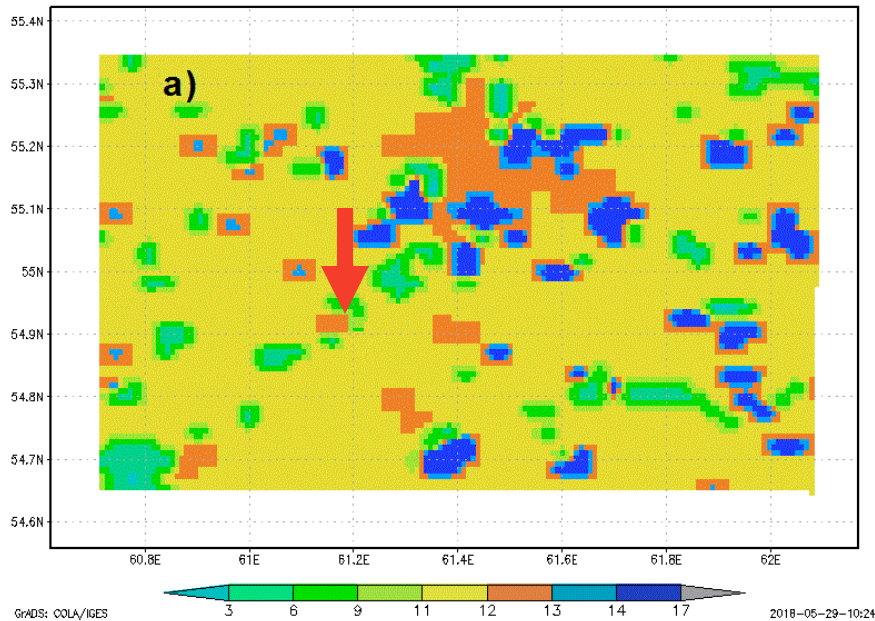 a)
55.4N
55.3N
55.2N
55.1N
55N
54.9N
54.8N
54.7N
54.6N
60.8E 61E 61.2E 61.4E 61.6E 61.8E 62E
3 6 9 11 12 13 14 17
GrADS: COLA/IGES 2018-05-29-10:24